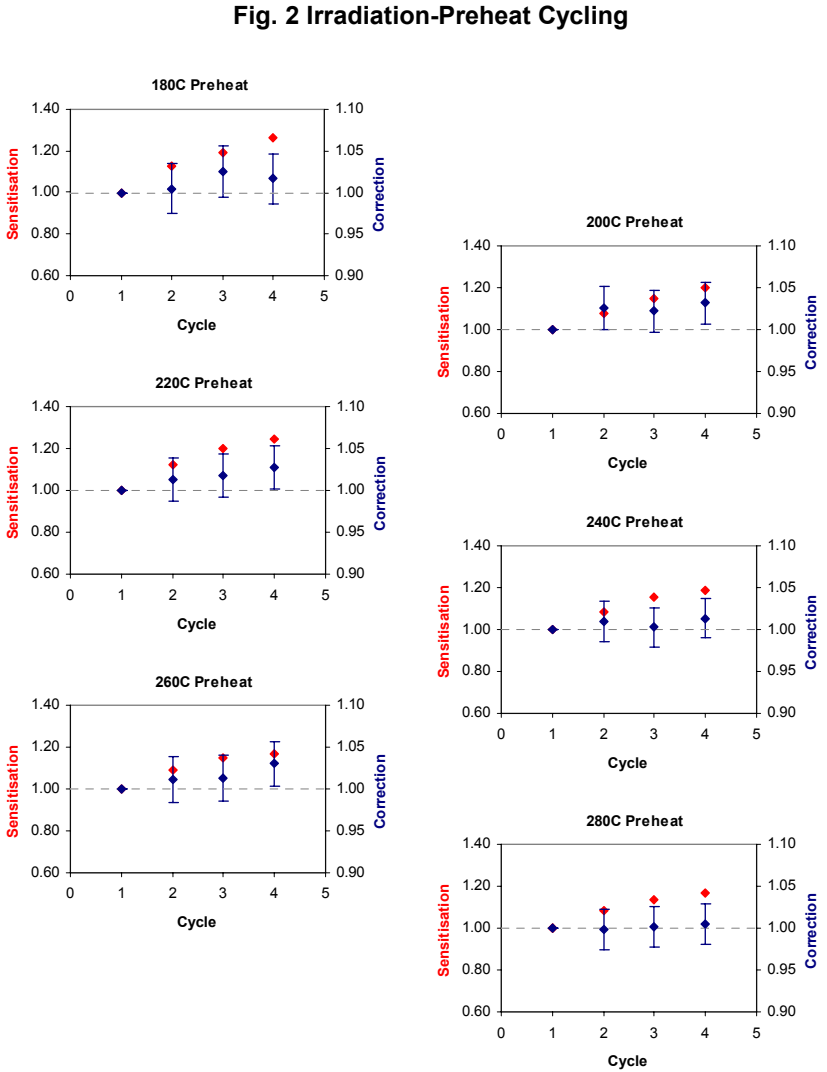 Fig. 2 Irradiation-Preheat Cycling
180C Preheat
1.40
1.20
1.00
0.80
0.60
1.10
1.05
1.00
0.95
0.90
0 1 2 3 4 5
Sensitisation
Correction
Cycle
200C Preheat
1.40
1.20
1.00
0.80
0.60
1.10
1.05
1.00
0.95
0.90
0 1 2 3 4 5
Sensitisation
Correction
Cycle
220C Preheat
1.40
1.20
1.00
0.80
0.60
1.10
1.05
1.00
0.95
0.90
0 1 2 3 4 5
Sensitisation
Correction
Cycle
240C Preheat
1.40
1.20
1.00
0.80
0.60
1.10
1.05
1.00
0.95
0.90
0 1 2 3 4 5
Sensitisation
Correction
Cycle
260C Preheat
1.40
1.20
1.00
0.80
0.60
1.10
1.05
1.00
0.95
0.90
0 1 2 3 4 5
Sensitisation
Correction
Cycle
280C Preheat
1.40
1.20
1.00
0.80
0.60
1.10
1.05
1.00
0.95
0.90
0 1 2 3 4 5
Sensitisation
Correction
Cycle